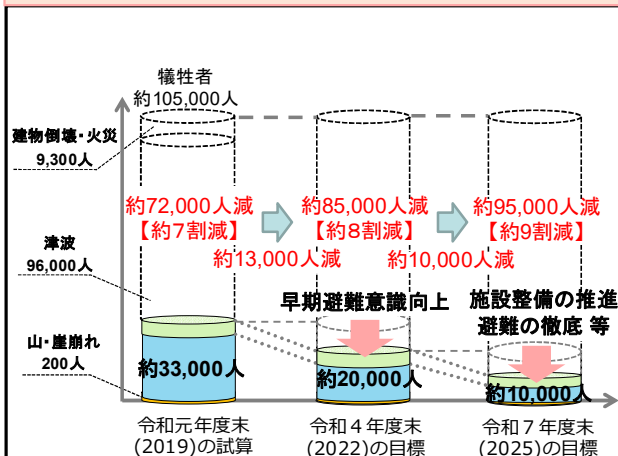 犠牲者
約105,000人
建物倒壊・火災
9,300人
津波
96,000人
山・崖崩れ
200人
約72,000人減
【約7割減】
約13,000人減
約85,000人減
【約8割減】
約10,000人減
約95,000人減
【約9割減】
早期避難意識向上
施設整備の推進
避難の徹底 等
約33,000人
約20,000人
約10,000人
令和元年度末
(2019)の試算
令和４年度末
(2022)の目標
令和７年度末
(2025)の目標